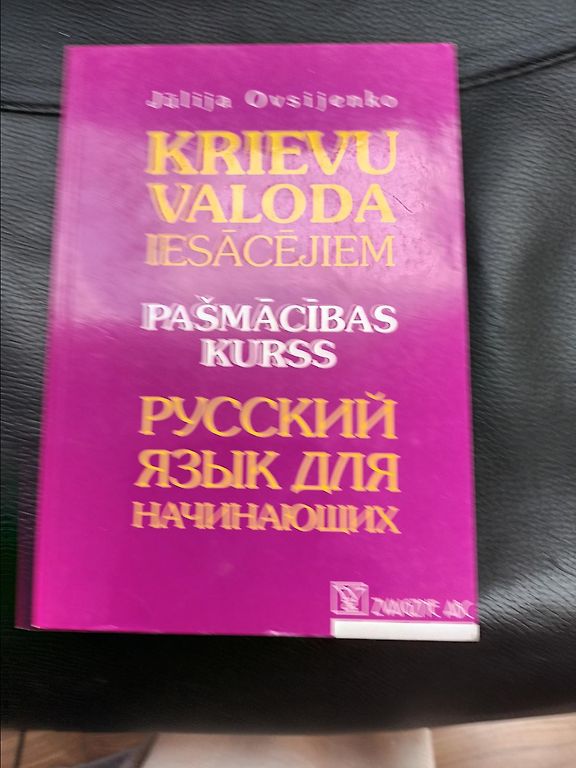 Jūlija Ovsijenko
KRIEVU
VALODA
IESĀCĒJIEM
PAŠMĀCĪBAS
KURSS
РУССКИЙ
ЯЗЫК ДЛЯ
НАЧИНАЮЩИХ
ZVAIGZNE ABC